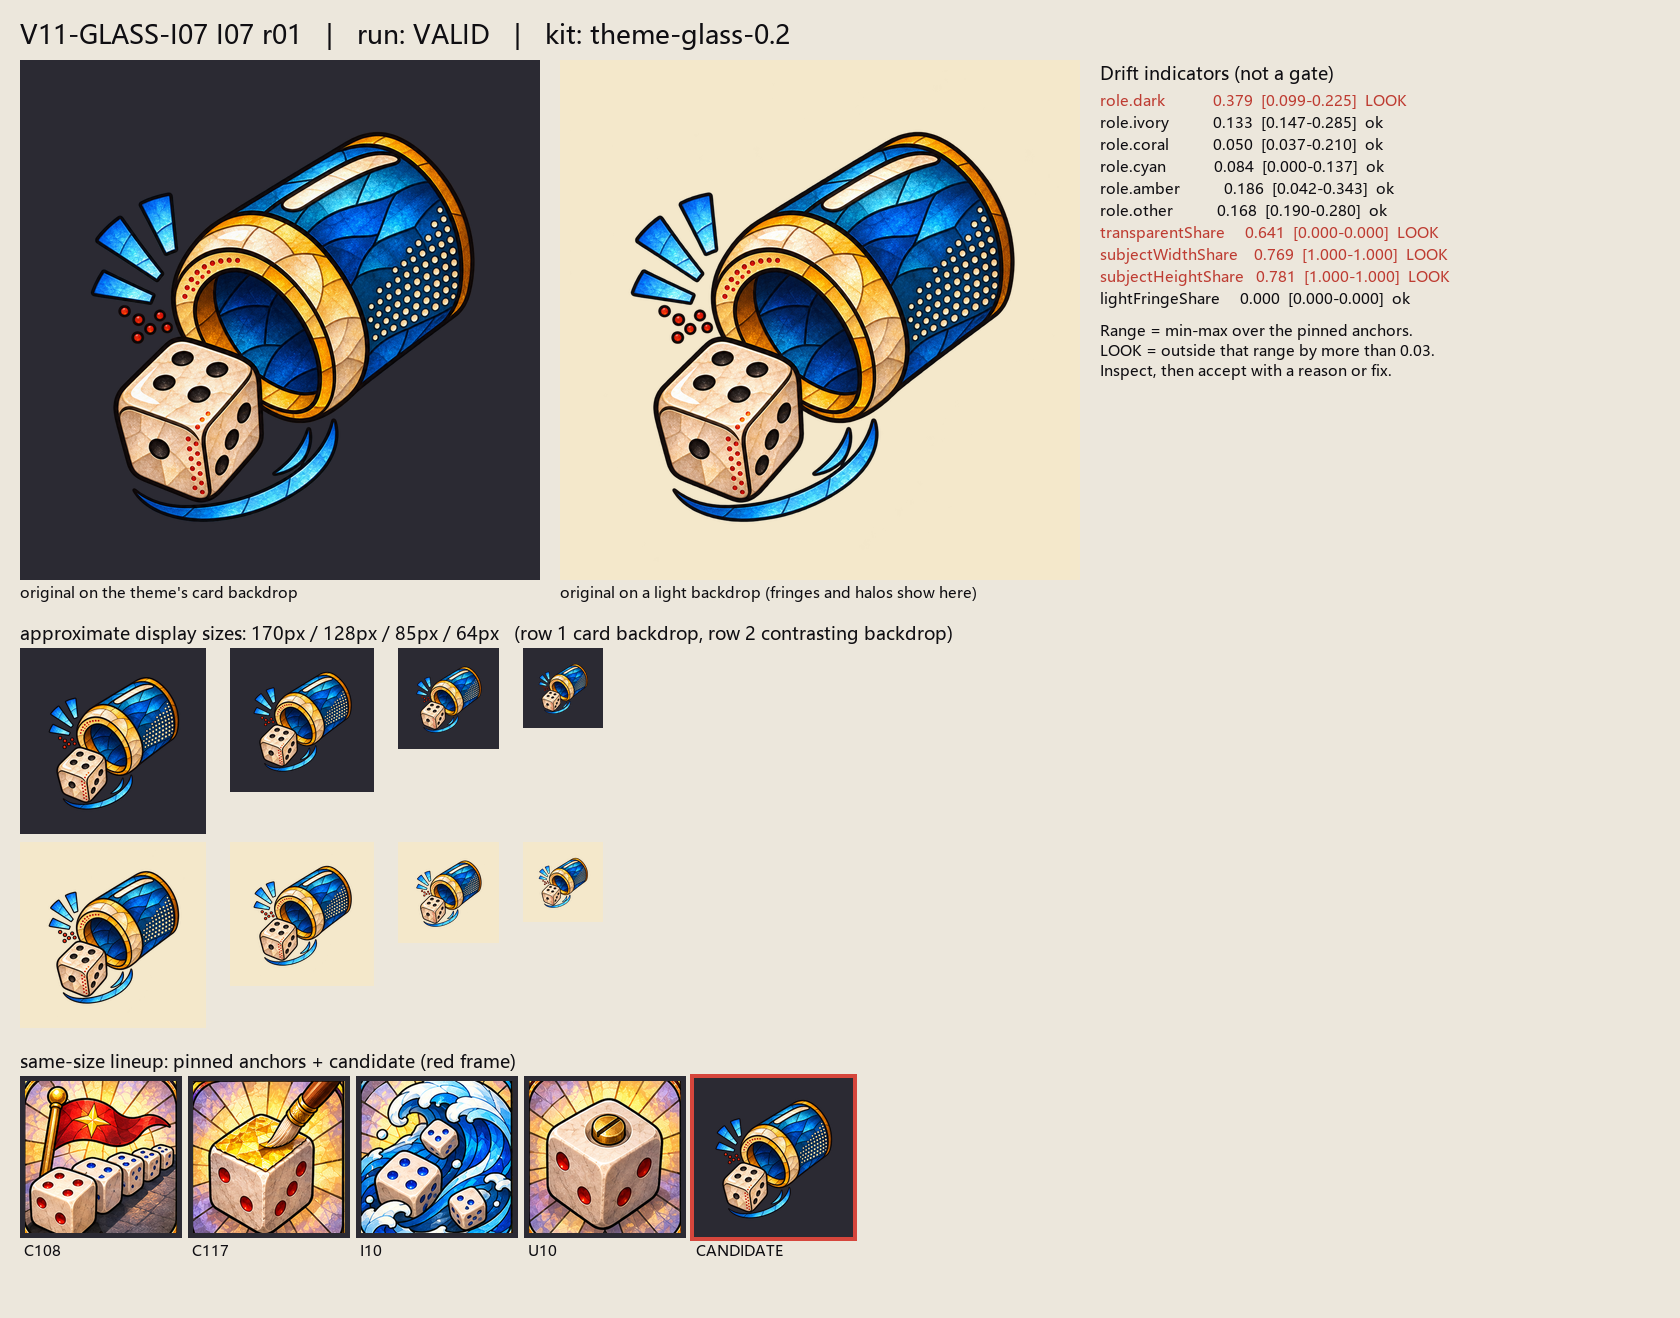 V11-GLASS-I07 I07 r01   |   run: VALID   |   kit: theme-glass-0.2
Drift indicators (not a gate)
role.dark 0.379 [0.099-0.225] LOOK
role.ivory 0.133 [0.147-0.285] ok
role.coral 0.050 [0.037-0.210] ok
role.cyan 0.084 [0.000-0.137] ok
role.amber 0.186 [0.042-0.343] ok
role.other 0.168 [0.190-0.280] ok
transparentShare 0.641 [0.000-0.000] LOOK
subjectWidthShare 0.769 [1.000-1.000] LOOK
subjectHeightShare 0.781 [1.000-1.000] LOOK
lightFringeShare 0.000 [0.000-0.000] ok
Range = min-max over the pinned anchors.
LOOK = outside that range by more than 0.03.
Inspect, then accept with a reason or fix.
original on the theme's card backdrop
original on a light backdrop (fringes and halos show here)
approximate display sizes: 170px / 128px / 85px / 64px   (row 1 card backdrop, row 2 contrasting backdrop)
same-size lineup: pinned anchors + candidate (red frame)
C108
C117
I10
U10
CANDIDATE